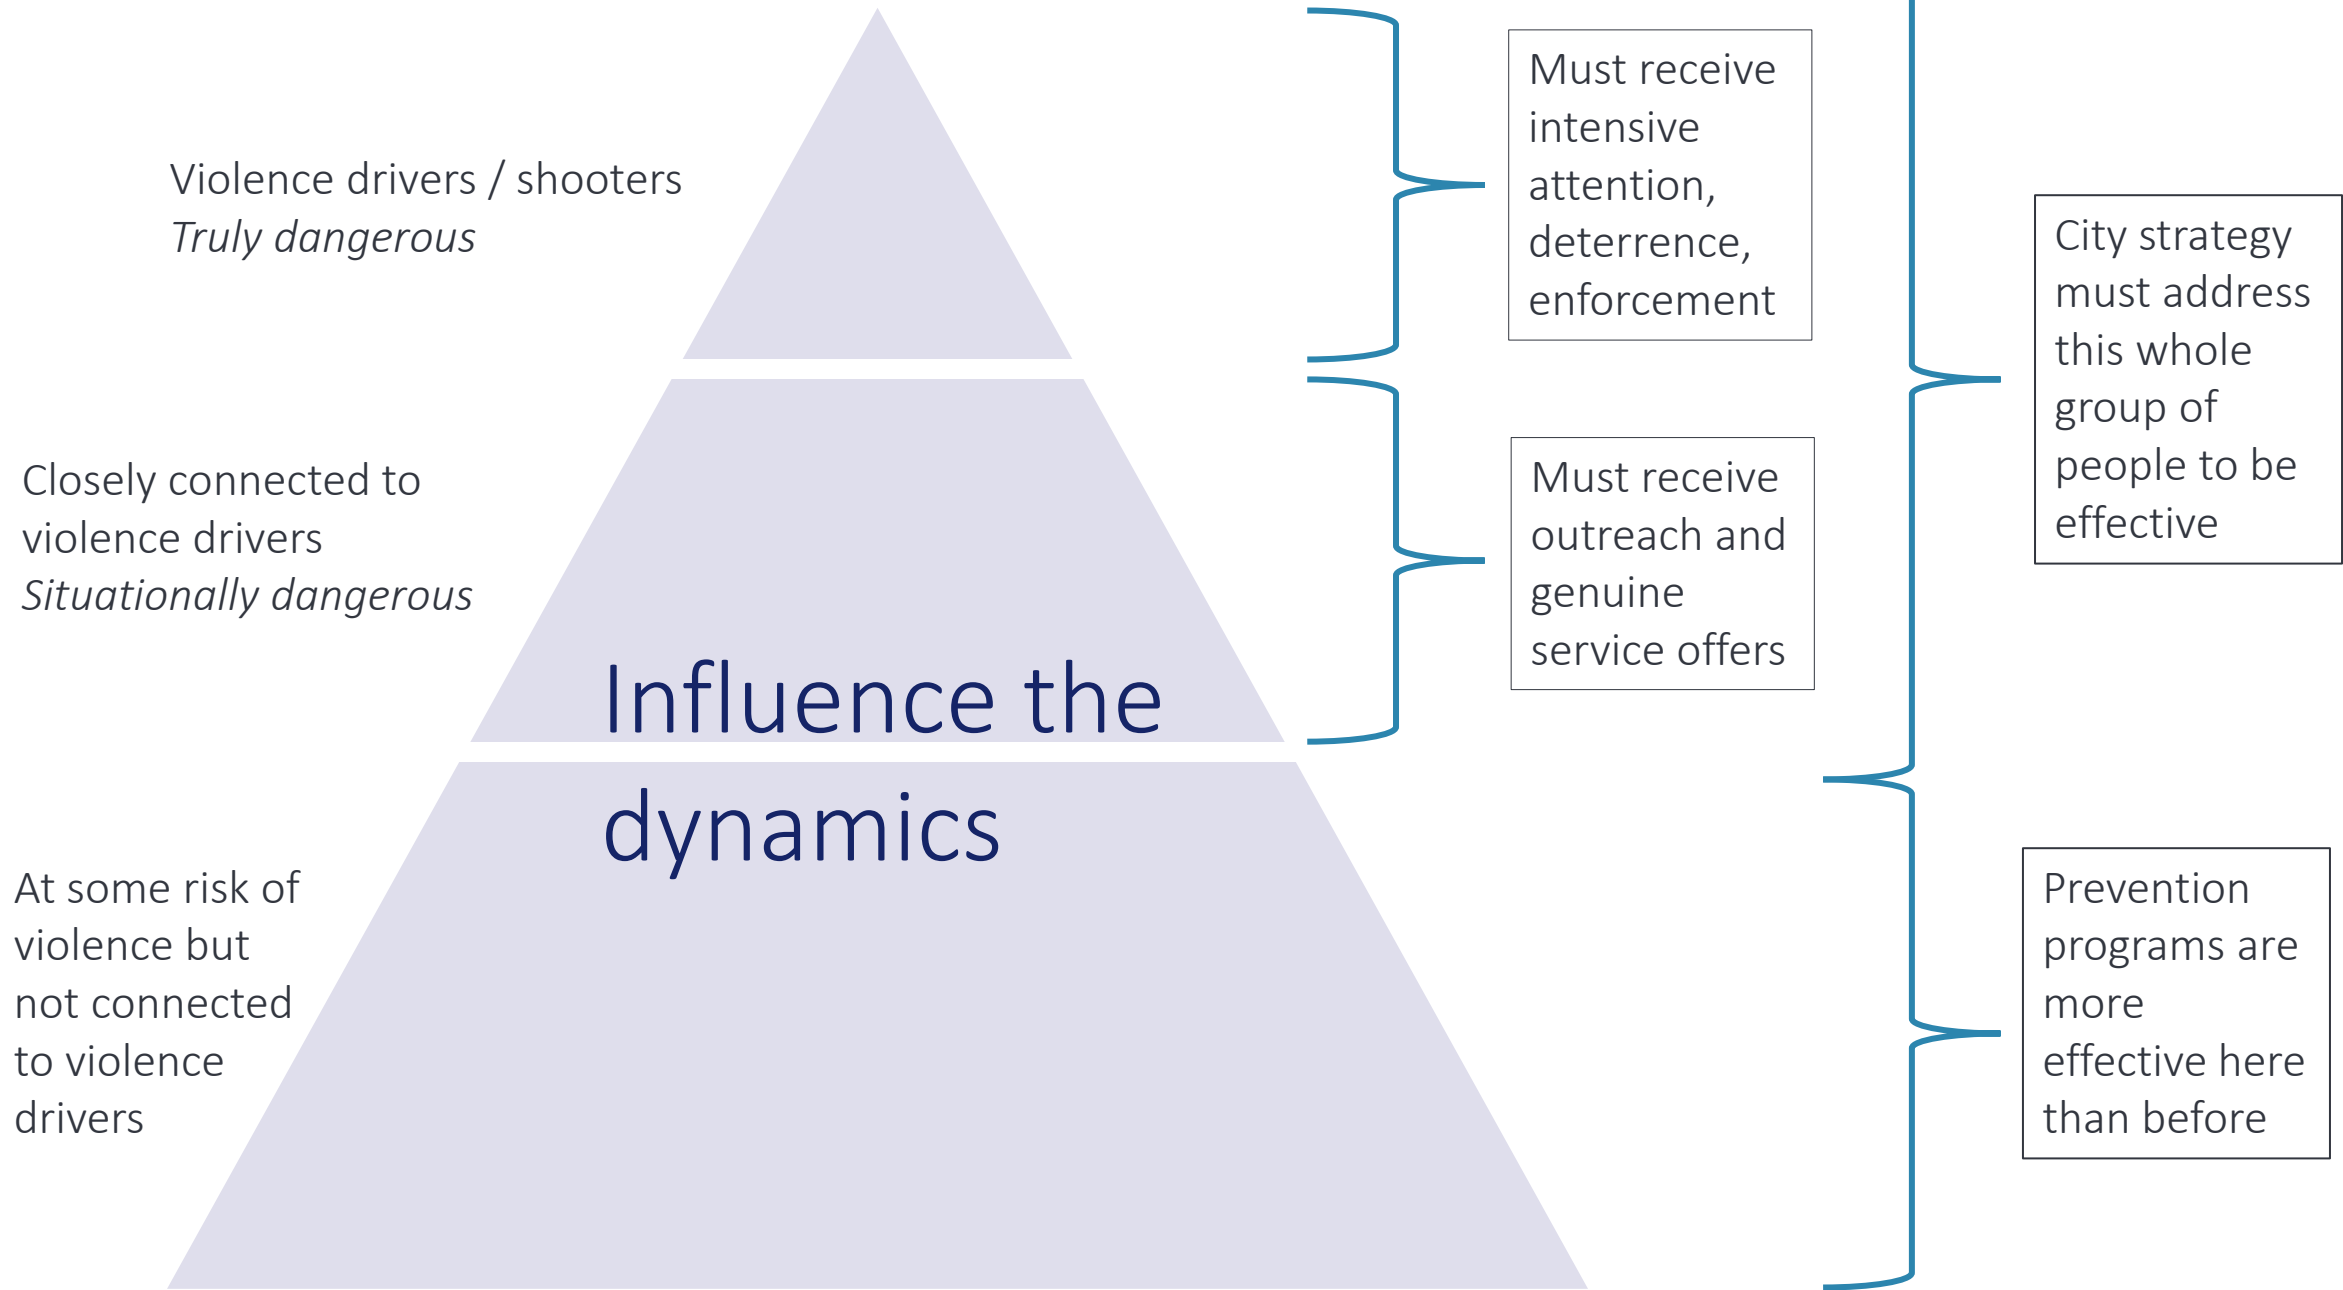 Violence drivers / shooters
Truly dangerous
Closely connected to
violence drivers
Situationally dangerous
At some risk of
violence but
not connected
to violence
drivers
Influence the
dynamics
Must receive
intensive
attention,
deterrence,
enforcement
Must receive
outreach and
genuine
service offers
City strategy
must address
this whole
group of
people to be
effective
Prevention
programs are
more
effective here
than before